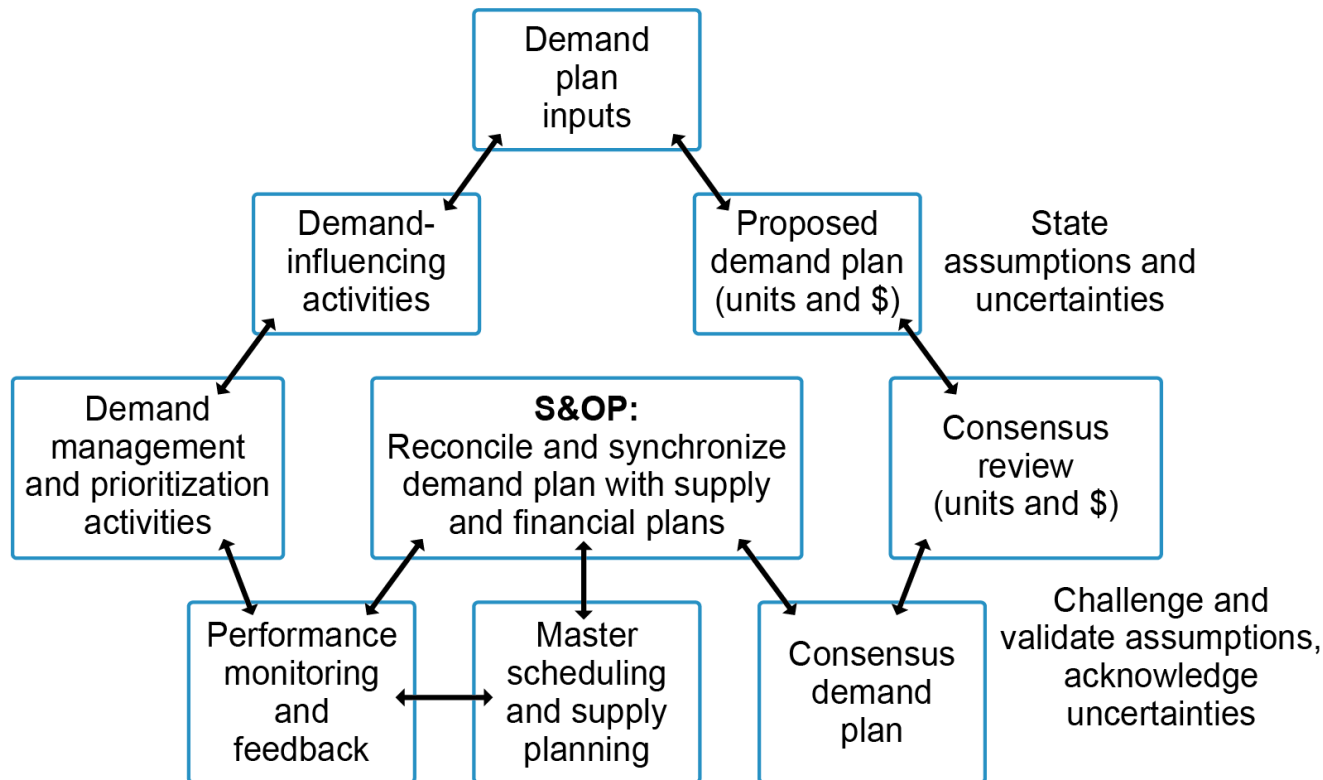 Demand
plan
inputs
Demand-
influencing
activities
Proposed
demand plan
(units and $)
State
assumptions and
uncertainties
Demand
management
and prioritization
activities
S&OP:
Reconcile and synchronize
demand plan with supply
and financial plans
Consensus
review
(units and $)
Performance
monitoring
and
feedback
Master
scheduling
and supply
planning
Consensus
demand
plan
Challenge and
validate assumptions,
acknowledge
uncertainties